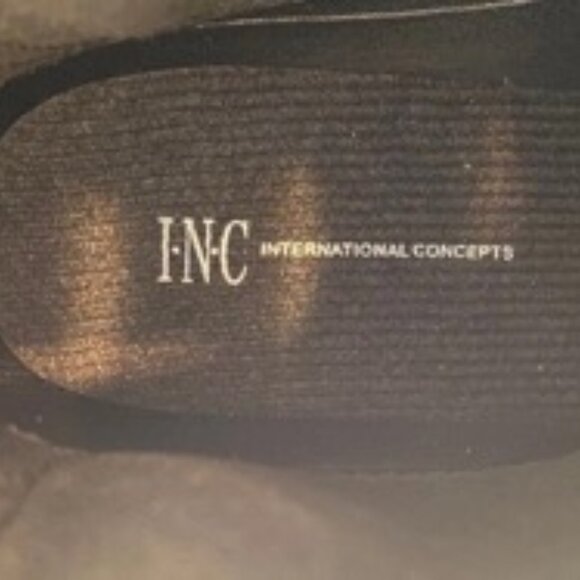 I·N·C INTERNATIONAL CONCEPTS